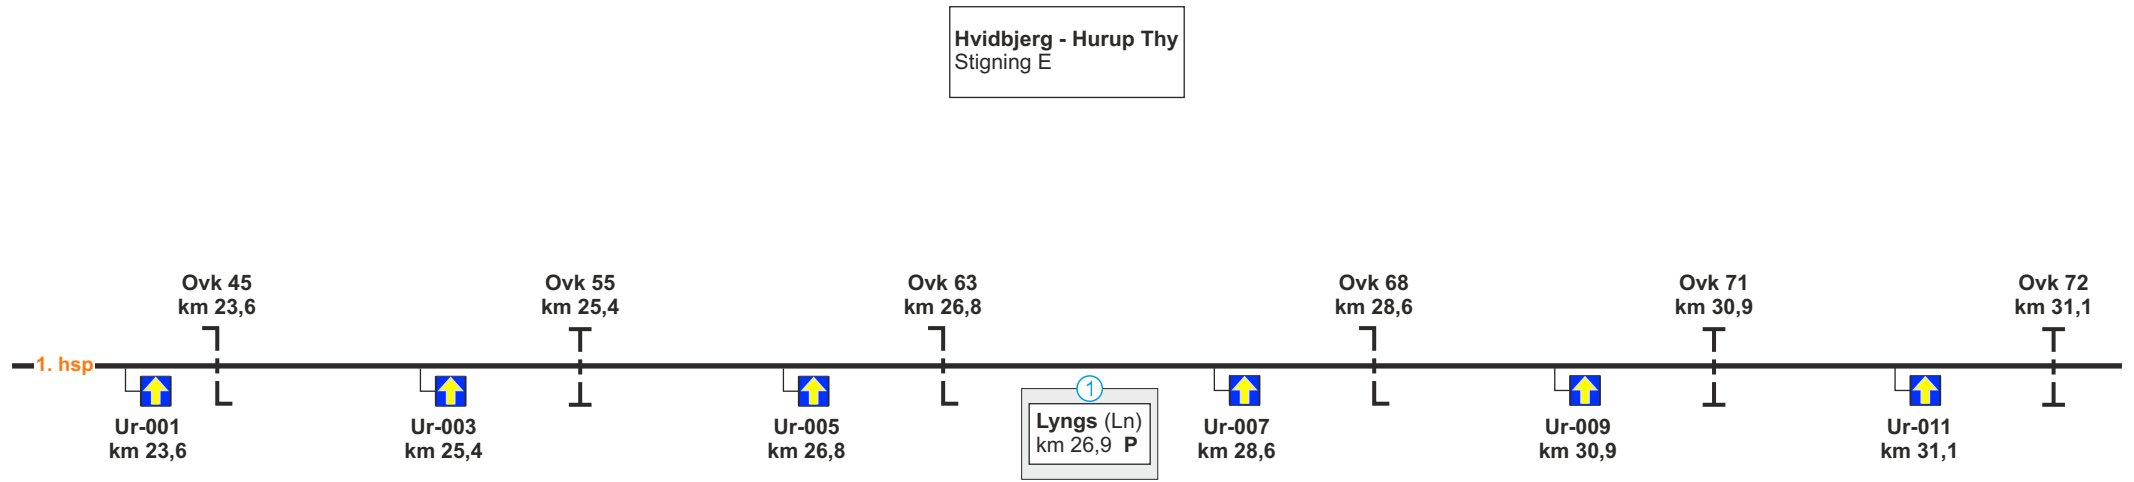 Hvidbjerg - Hurup Thy
Stigning E
Ovk 45
km 23,6
Ovk 55
km 25,4
Ovk 63
km 26,8
Ovk 68
km 28,6
Ovk 71
km 30,9
Ovk 72
km 31,1
1. hsp
Ur-001
km 23,6
Ur-003
km 25,4
Ur-005
km 26,8
1
Lyngs (Ln)
km 26,9 P
Ur-007
km 28,6
Ur-009
km 30,9
Ur-011
km 31,1